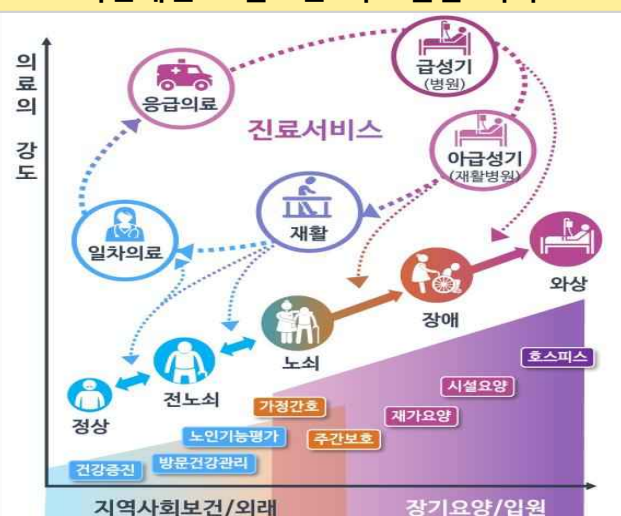 의료의 강도
급성기
(병원)
응급의료
진료서비스
아급성기
(재활병원)
재활
일차의료
와상
장애
노쇠
전노쇠
정상
호스피스
시설요양
재가요양
가정간호
주간보호
노인기능평가
방문건강관리
건강증진
지역사회보건/외래
장기요양/입원